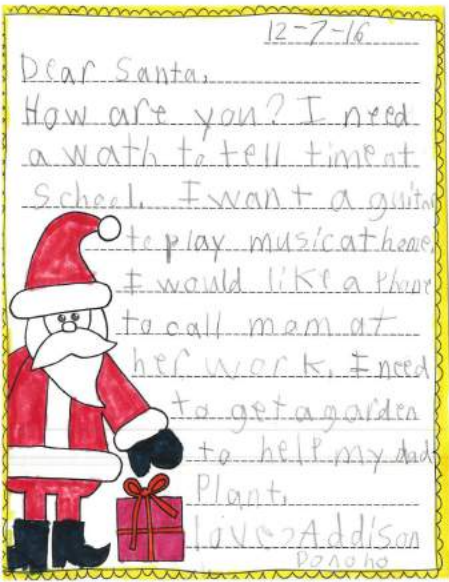 12-7-16
Dear Santa,
How are you? I need
a wath to tell time at
School. I want a guitar
to play music at home.
I would like a Phone
to call mom at
her work. I need
to get a garden
to help my dad
Plant.
love, Addison
Donoho